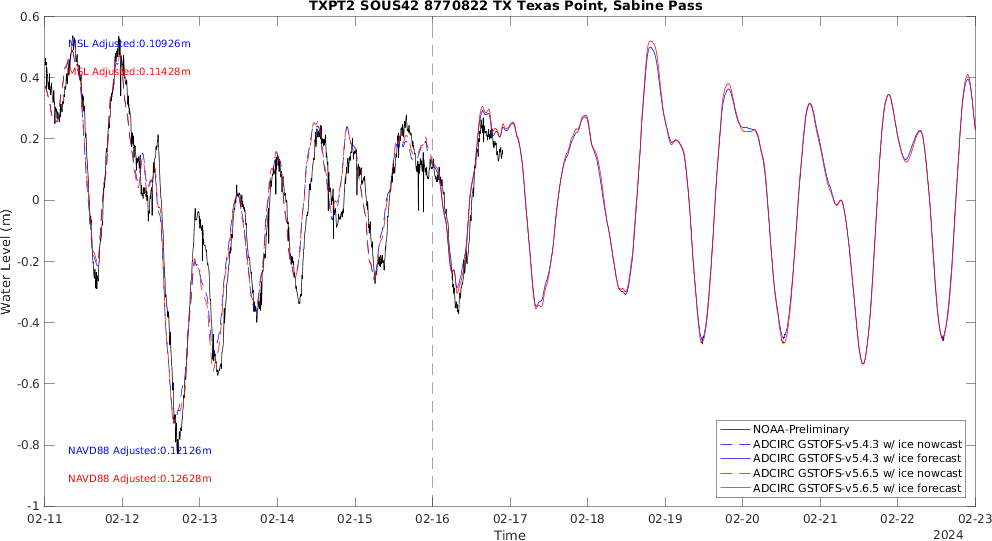 TXPT2 SOUS42 8770822 TX Texas Point, Sabine Pass
0.6
0.4
0.2
0
-0.2
-0.4
-0.6
-0.8
-1
Water Level (m)
MSL Adjusted:0.10926m
MSL Adjusted:0.11428m
NAVD88 Adjusted:0.12126m
NAVD88 Adjusted:0.12628m
NOAA-Preliminary
ADCIRC GSTOFS-v5.4.3 w/ ice nowcast
ADCIRC GSTOFS-v5.4.3 w/ ice forecast
ADCIRC GSTOFS-v5.6.5 w/ ice nowcast
ADCIRC GSTOFS-v5.6.5 w/ ice forecast
02-11 02-12 02-13 02-14 02-15 02-16 02-17 02-18 02-19 02-20 02-21 02-22 02-23
Time
2024